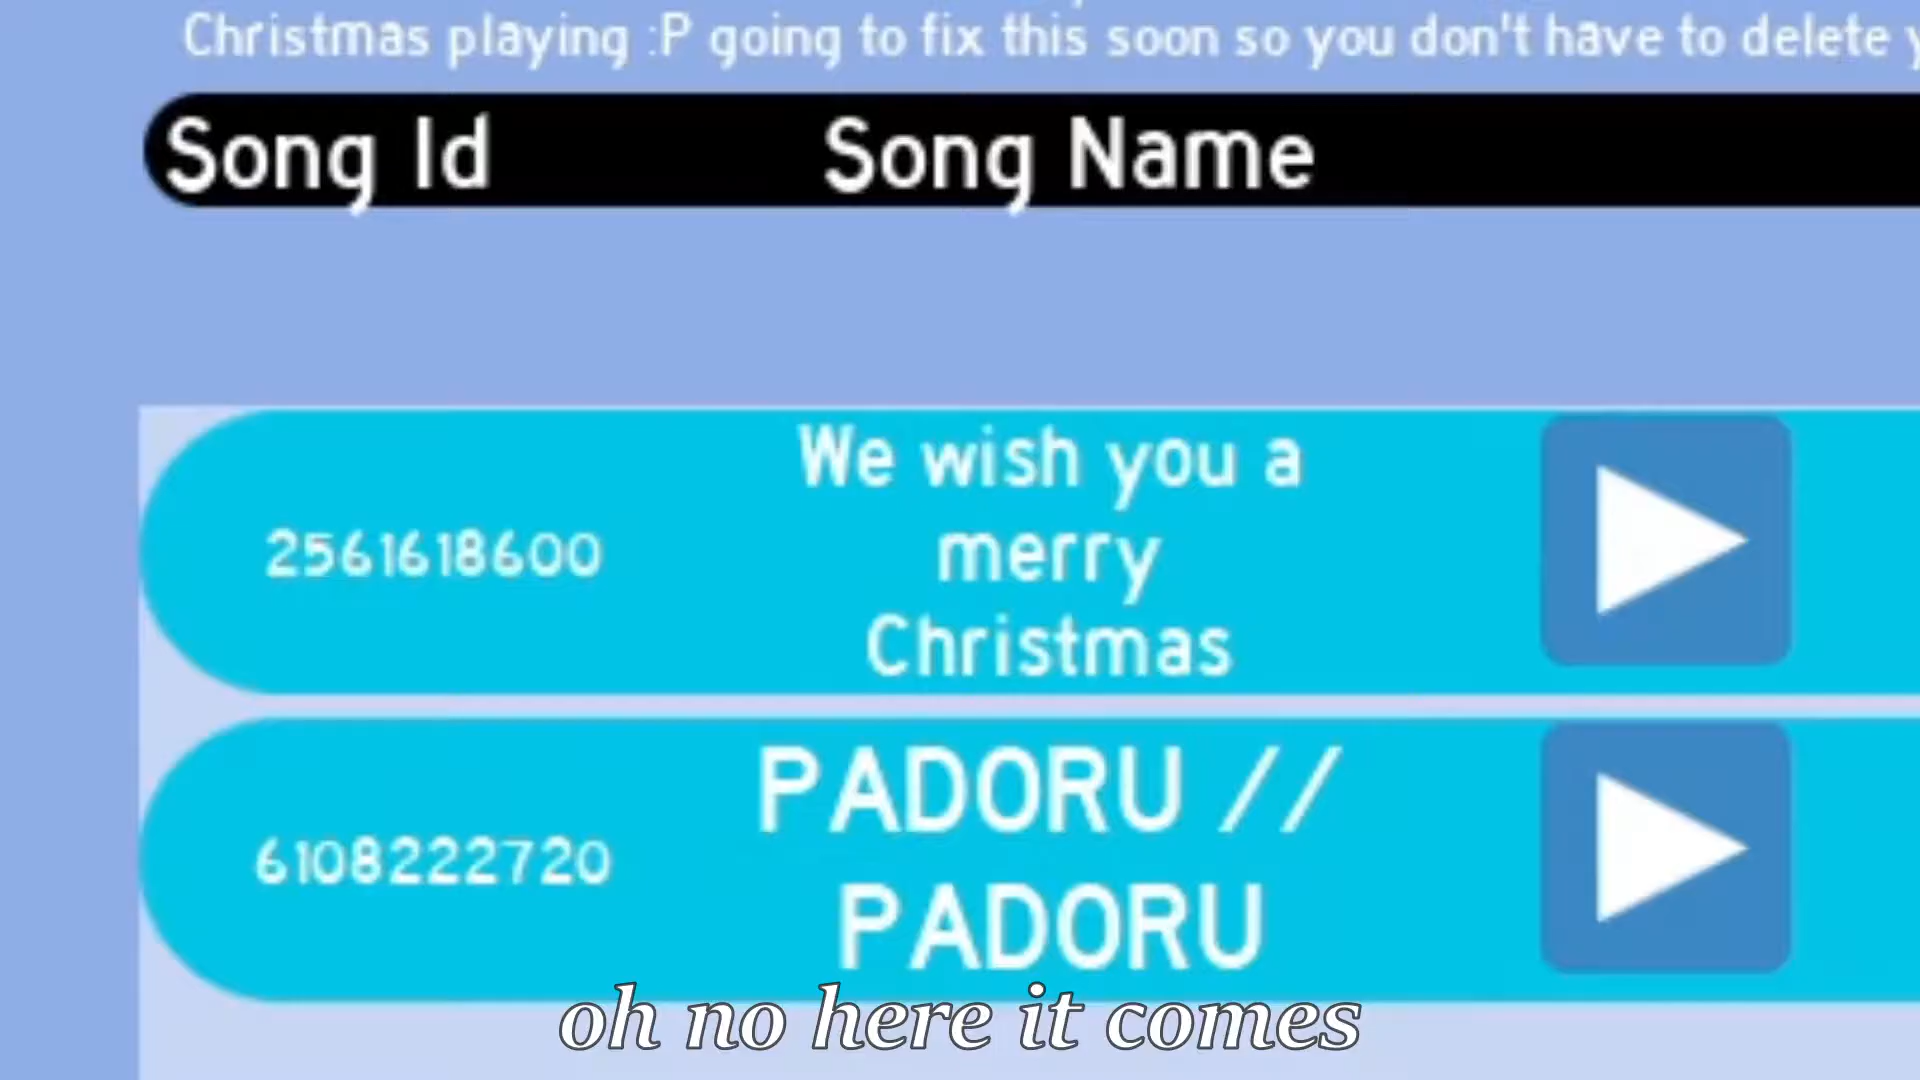 Christmas playing :P going to fix this soon so you don't have to delete
Song Id Song Name
We wish you a
merry
2561618600
Christmas
PADORU //
6108222720
PADORU
oh no here it comes